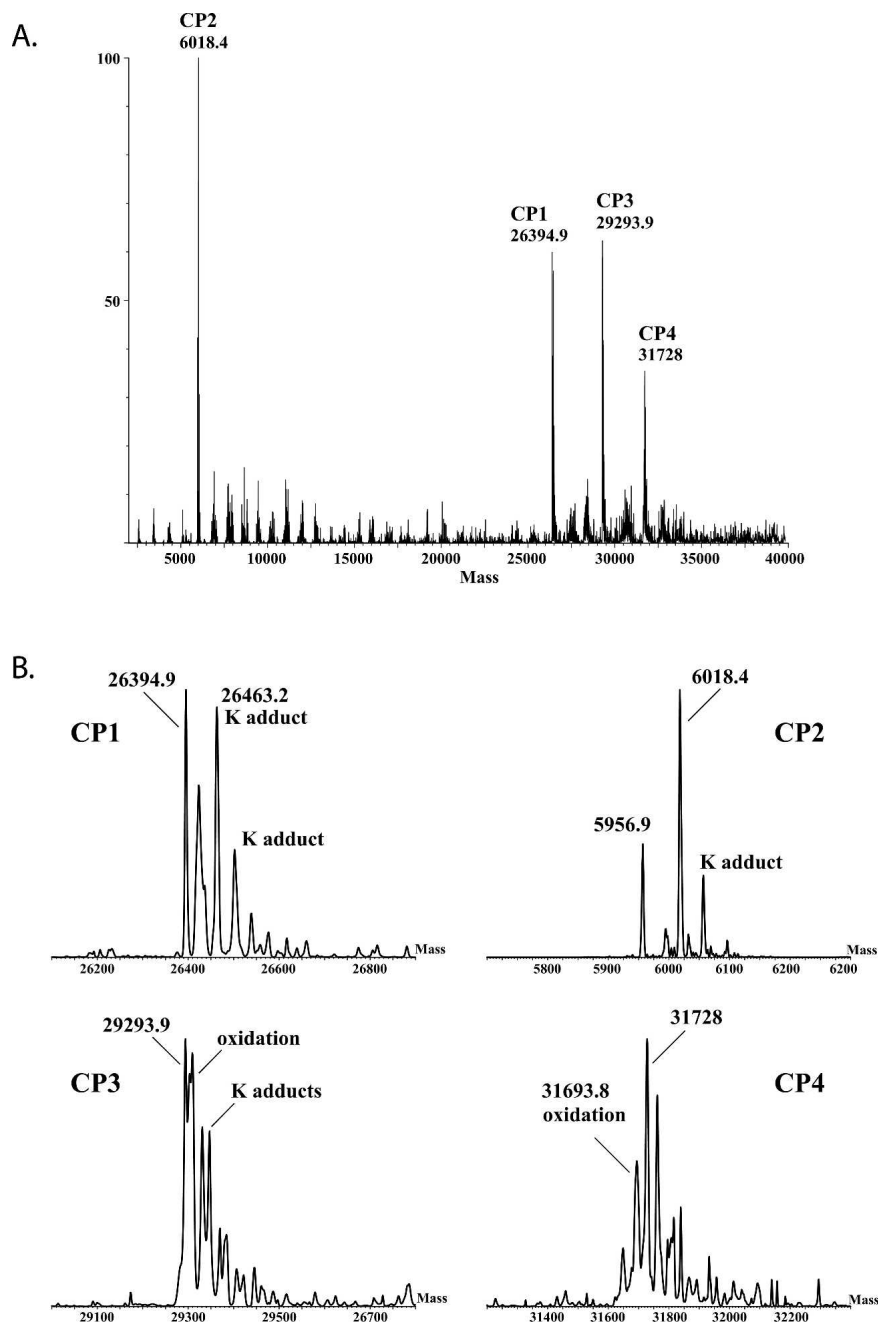 A.
CP2
6018.4
100
CP3
29293.9
CP1
26394.9
50
CP4
31728
5000 10000 15000 20000 25000 30000 35000 40000
Mass
B.
26394.9
6018.4
26463.2
K adduct
CP1
CP2
5956.9
K adduct
K adduct
Mass
Mass
26200 26400 26600 26800
5800 5900 6000 6100 6200 6200
29293.9
oxidation
31728
CP3
K adducts
CP4
31693.8
oxidation
Mass
Mass
29100 29300 29500 26700
31400 31600 31800 32000 32200